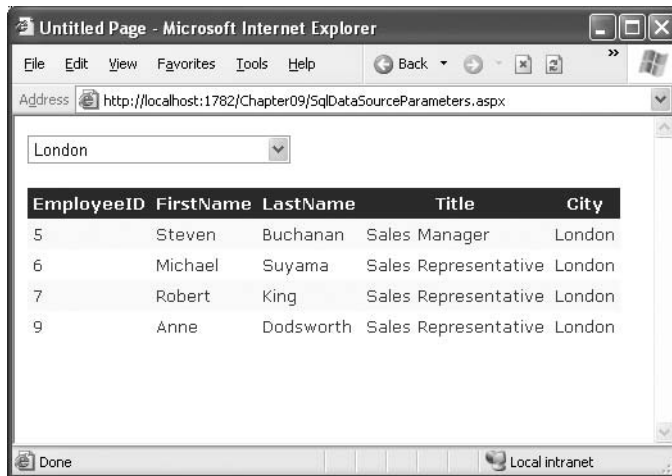 Untitled Page - Microsoft Internet Explorer
File Edit View Favorites Tools Help Back »
Address http://localhost:1782/Chapter09/SqlDataSourceParameters.aspx
London
EmployeeID FirstName LastName Title City
5 Steven Buchanan Sales Manager London
6 Michael Suyama Sales Representative London
7 Robert King Sales Representative London
9 Anne Dodsworth Sales Representative London
Done Local intranet